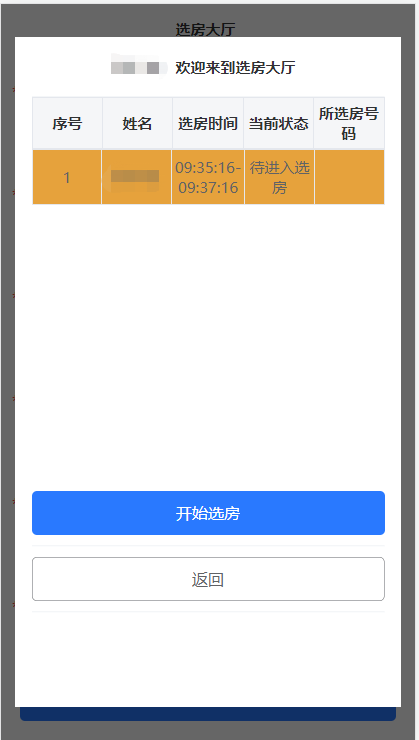 选房大厅
欢迎来到选房大厅
序号 姓名 选房时间 当前状态 所选房号码
1 09:35:16-09:37:16 待进入选房
开始选房
返回